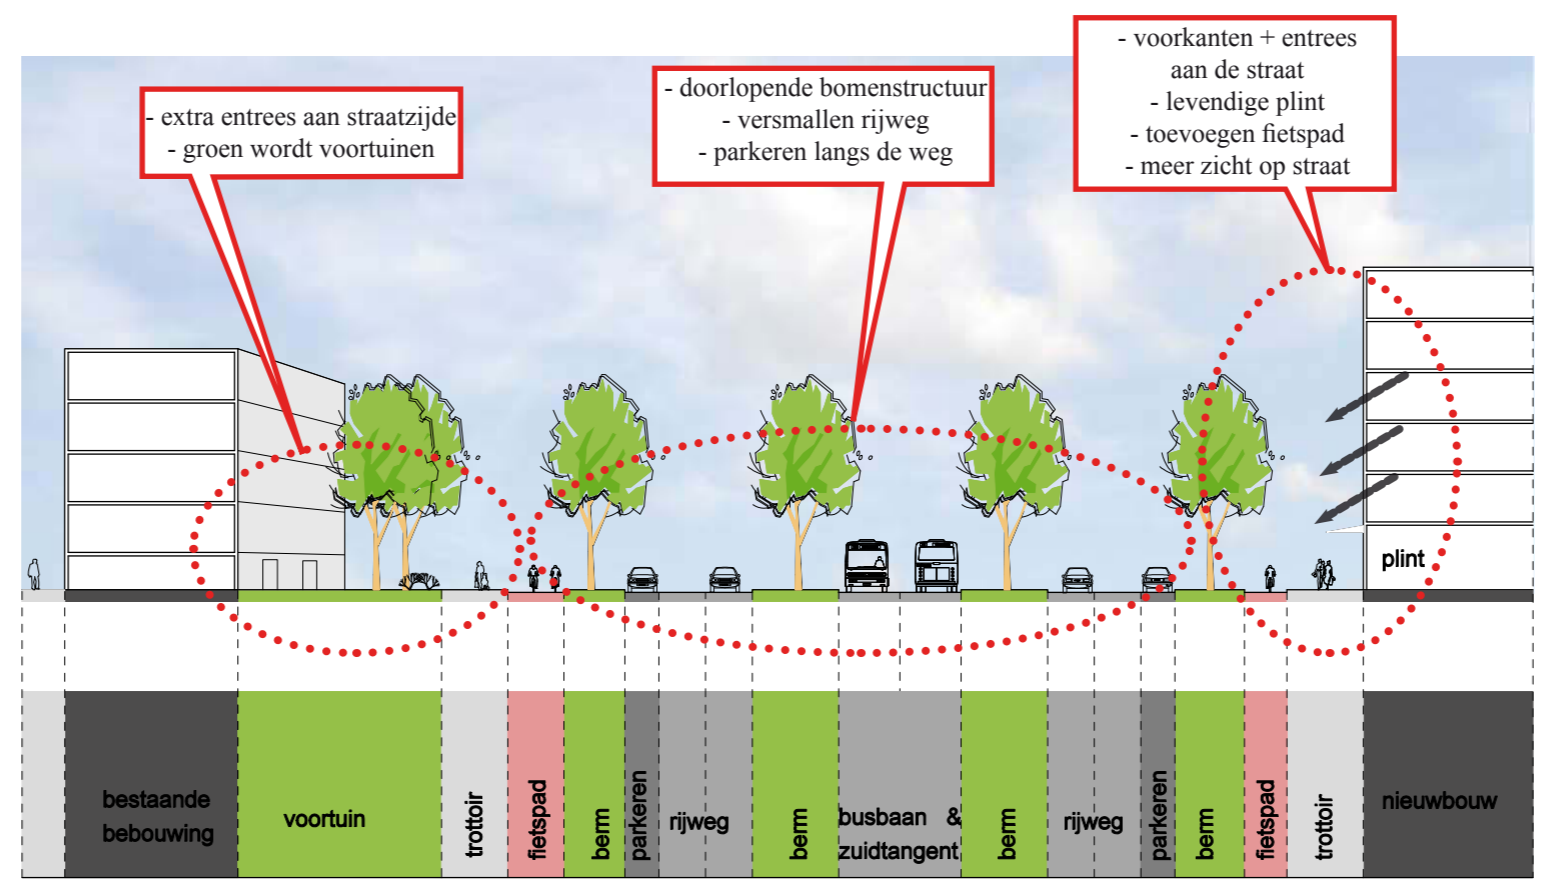 - extra entrees aan straatzijde
- groen wordt voortuinen
- doorlopende bomenstructuur
- versmallen rijweg
- parkeren langs de weg
- voorkanten + entrees
aan de straat
- levendige plint
- toevoegen fietspad
- meer zicht op straat
plint
bestaande
bebouwing
voortuin
trottoir
fietspad
berm
parkeren
rijweg
berm
busbaan &
zuidtangent
berm
rijweg
parkeren
berm
fietspad
trottoir
nieuwbouw